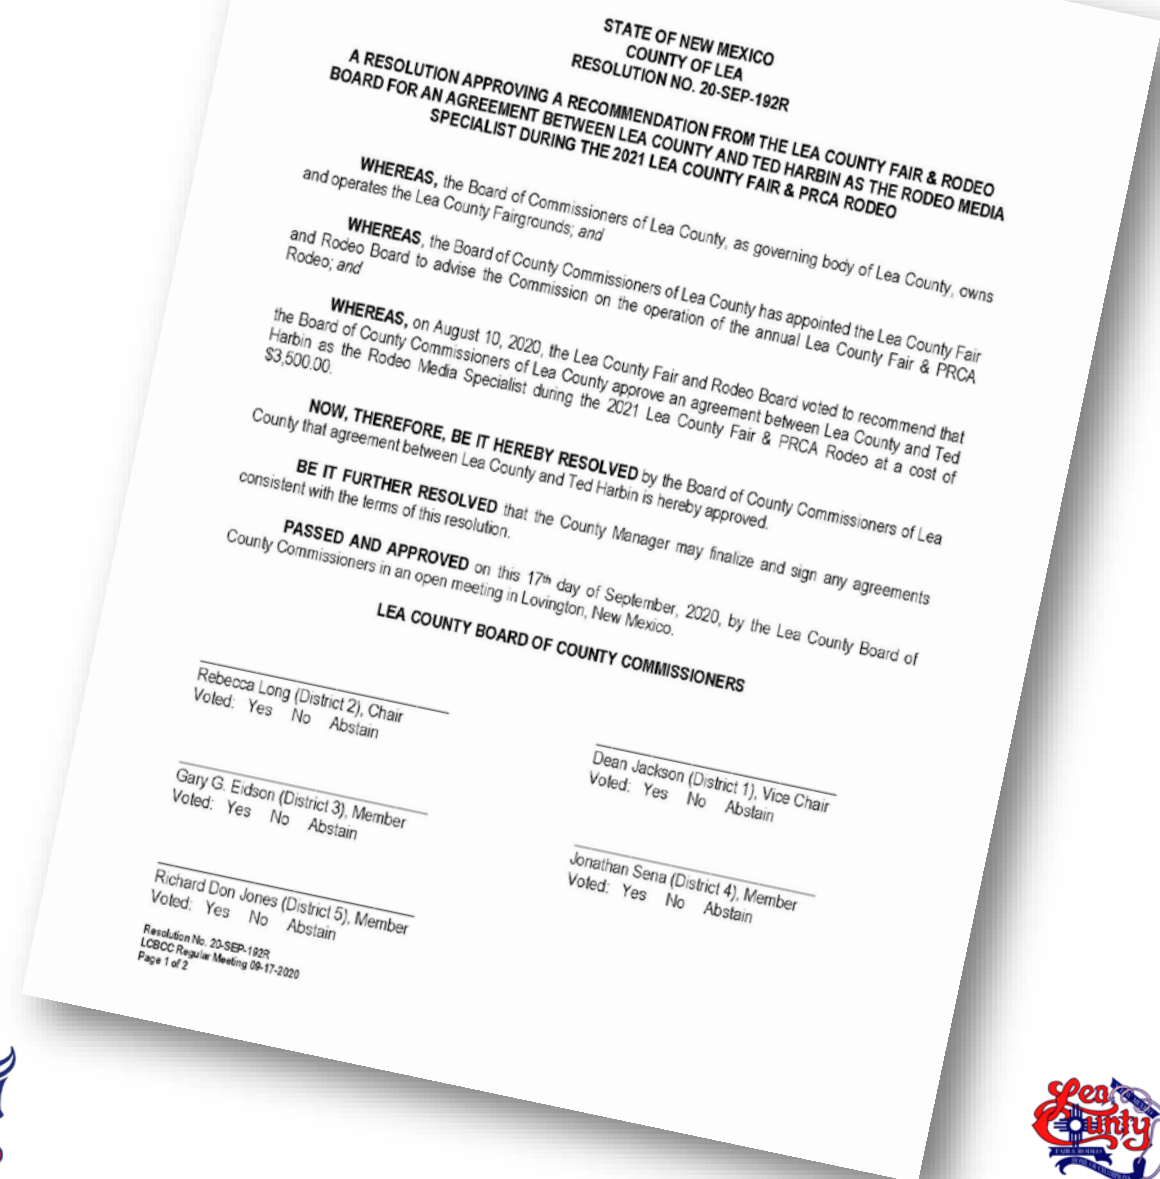 STATE OF NEW MEXICO
COUNTY OF LEA
RESOLUTION NO. 20-SEP-192R
A RESOLUTION APPROVING A RECOMMENDATION FROM THE LEA COUNTY FAIR & RODEO
BOARD FOR AN AGREEMENT BETWEEN LEA COUNTY AND TED HARBIN AS THE RODEO MEDIA
SPECIALIST DURING THE 2021 LEA COUNTY FAIR & PRCA RODEO
WHEREAS, the Board of Commissioners of Lea County, as governing body of Lea County, owns
and operates the Lea County Fairgrounds; and
WHEREAS, the Board of County Commissioners of Lea County has appointed the Lea County Fair
and Rodeo Board to advise the Commission on the operation of the annual Lea County Fair & PRCA
Rodeo; and
WHEREAS, on August 10, 2020, the Lea County Fair and Rodeo Board voted to recommend that
the Board of County Commissioners of Lea County approve an agreement between Lea County and Ted
Harbin as the Rodeo Media Specialist during the 2021 Lea County Fair & PRCA Rodeo at a cost of
$3,500.00.
NOW, THEREFORE, BE IT HEREBY RESOLVED by the Board of County Commissioners of Lea
County that agreement between Lea County and Ted Harbin is hereby approved.
BE IT FURTHER RESOLVED that the County Manager may finalize and sign any agreements
consistent with the terms of this resolution.
PASSED AND APPROVED on this 17th day of September, 2020, by the Lea County Board of
County Commissioners in an open meeting in Lovington, New Mexico.
LEA COUNTY BOARD OF COUNTY COMMISSIONERS
Rebecca Long (District 2), Chair
Voted: Yes No Abstain
Dean Jackson (District 1), Vice Chair
Voted: Yes No Abstain
Gary G. Eidson (District 3), Member
Voted: Yes No Abstain
Jonathan Sena (District 4), Member
Voted: Yes No Abstain
Richard Don Jones (District 5), Member
Voted: Yes No Abstain
Resolution No. 20-SEP-192R
LCBCC Regular Meeting 09-17-2020
Page 1 of 2
Lea
County
FAIR & RODEO